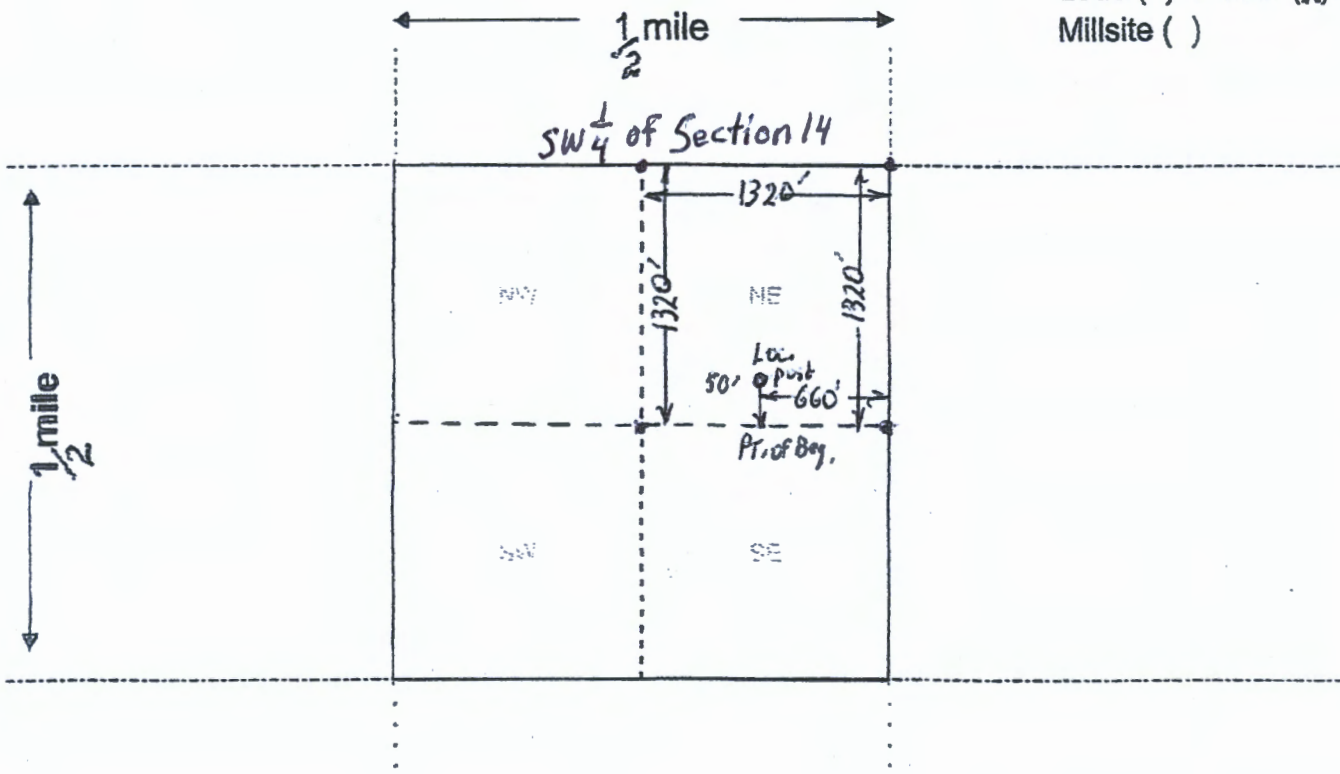 Millsite ( )
1 mile
/2
SW 1/4 of Section 14
1320'
1320'
1320'
NW
NE
Loc.
Post
50'
660'
Pt. of Beg.
1 mile
/2
SW
SE